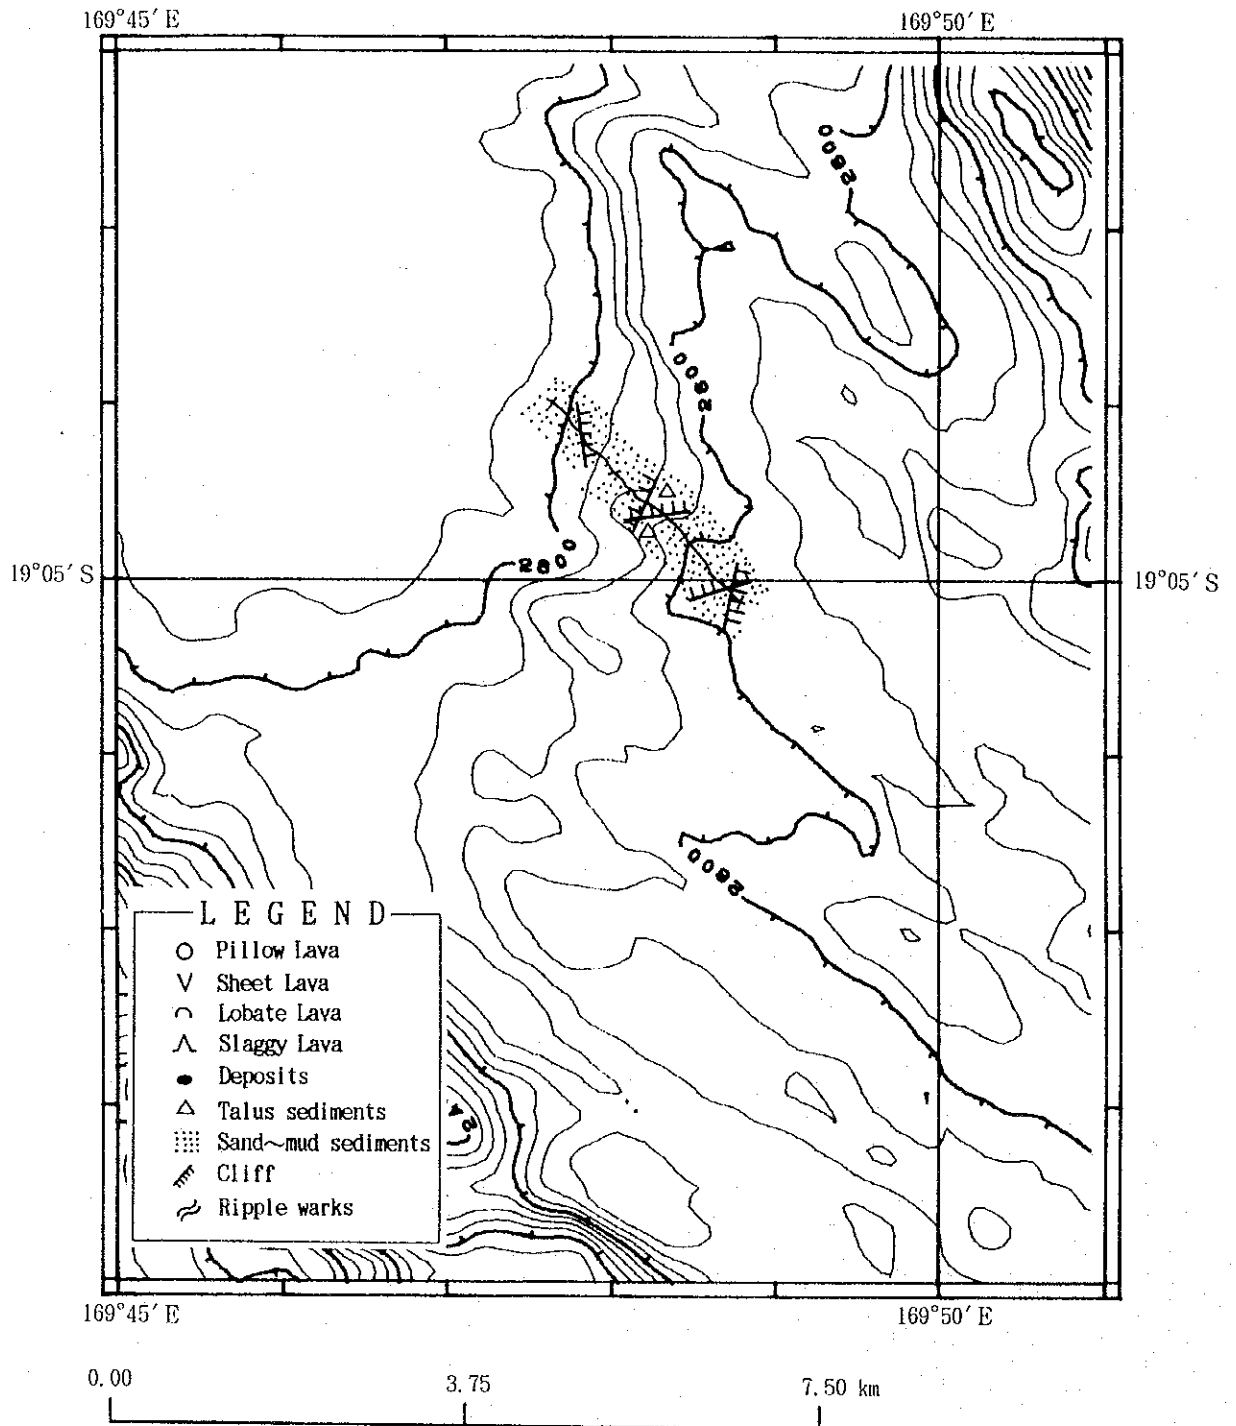 169°45′ E 169°50′ E
2600
2600
2800
19°05′ S 19°05′ S
2600
LEGEND
Pillow Lava
Sheet Lava
Lobate Lava
Slaggy Lava
Deposits
Talus sediments
Sand~mud sediments
Cliff
Ripple warks
24
169°45′ E 169°50′ E
0.00 3.75 7.50 km